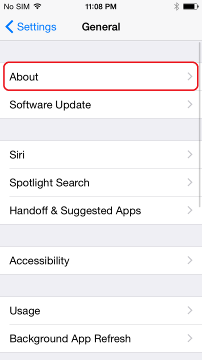 No SIM 11:08 PM
Settings General
About
Software Update
Siri
Spotlight Search
Handoff & Suggested Apps
Accessibility
Usage
Background App Refresh